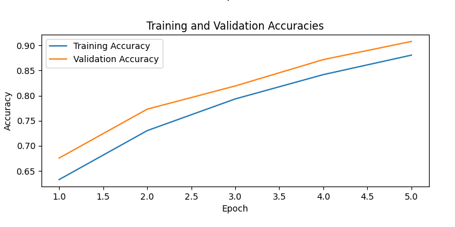 Training and Validation Accuracies
Training Accuracy
Validation Accuracy
Accuracy
0.90
0.85
0.80
0.75
0.70
0.65
1.0 1.5 2.0 2.5 3.0 3.5 4.0 4.5 5.0
Epoch